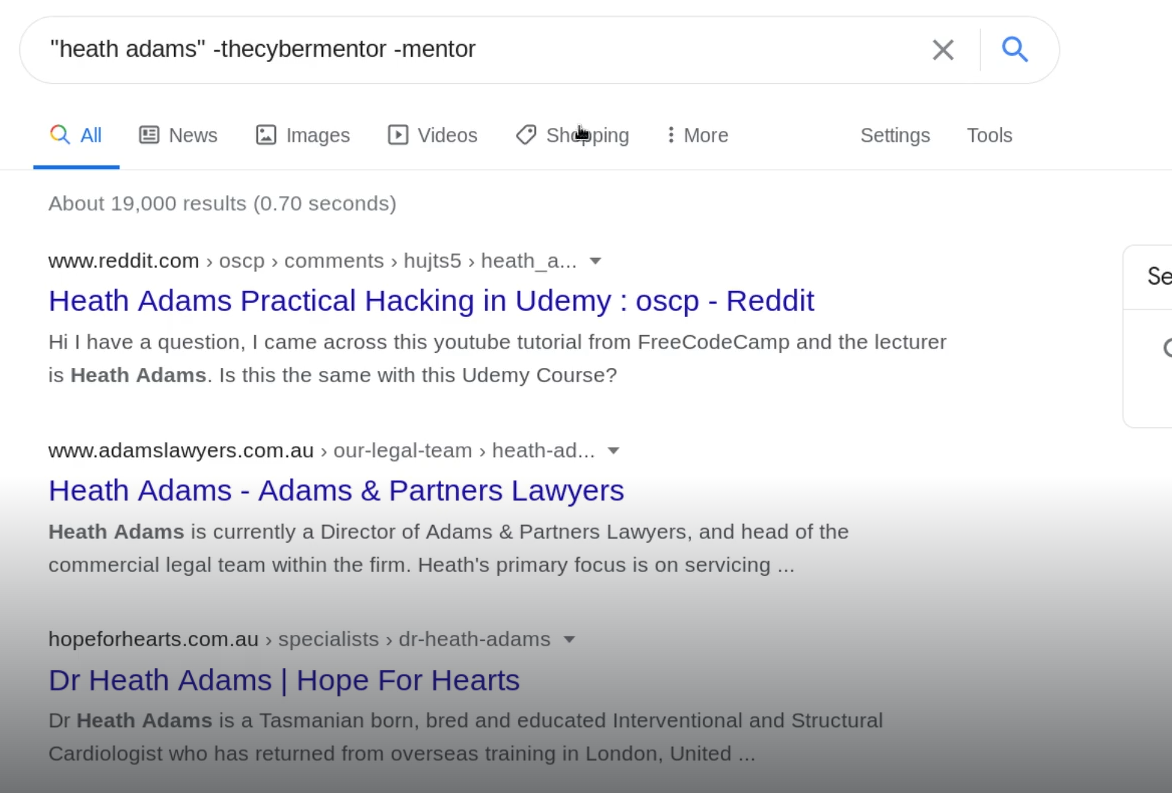 "heath adams" -thecybermentor -mentor
All News Images Videos Shopping More Settings Tools
About 19,000 results (0.70 seconds)
www.reddit.com › oscp › comments › hujts5 › heath_a...
Heath Adams Practical Hacking in Udemy : oscp - Reddit
Hi I have a question, I came across this youtube tutorial from FreeCodeCamp and the lecturer
is Heath Adams. Is this the same with this Udemy Course?
www.adamslawyers.com.au › our-legal-team › heath-ad...
Heath Adams - Adams & Partners Lawyers
Heath Adams is currently a Director of Adams & Partners Lawyers, and head of the
commercial legal team within the firm. Heath's primary focus is on servicing ...
hopeforhearts.com.au › specialists › dr-heath-adams
Dr Heath Adams | Hope For Hearts
Dr Heath Adams is a Tasmanian born, bred and educated Interventional and Structural
Cardiologist who has returned from overseas training in London, United ...
Se